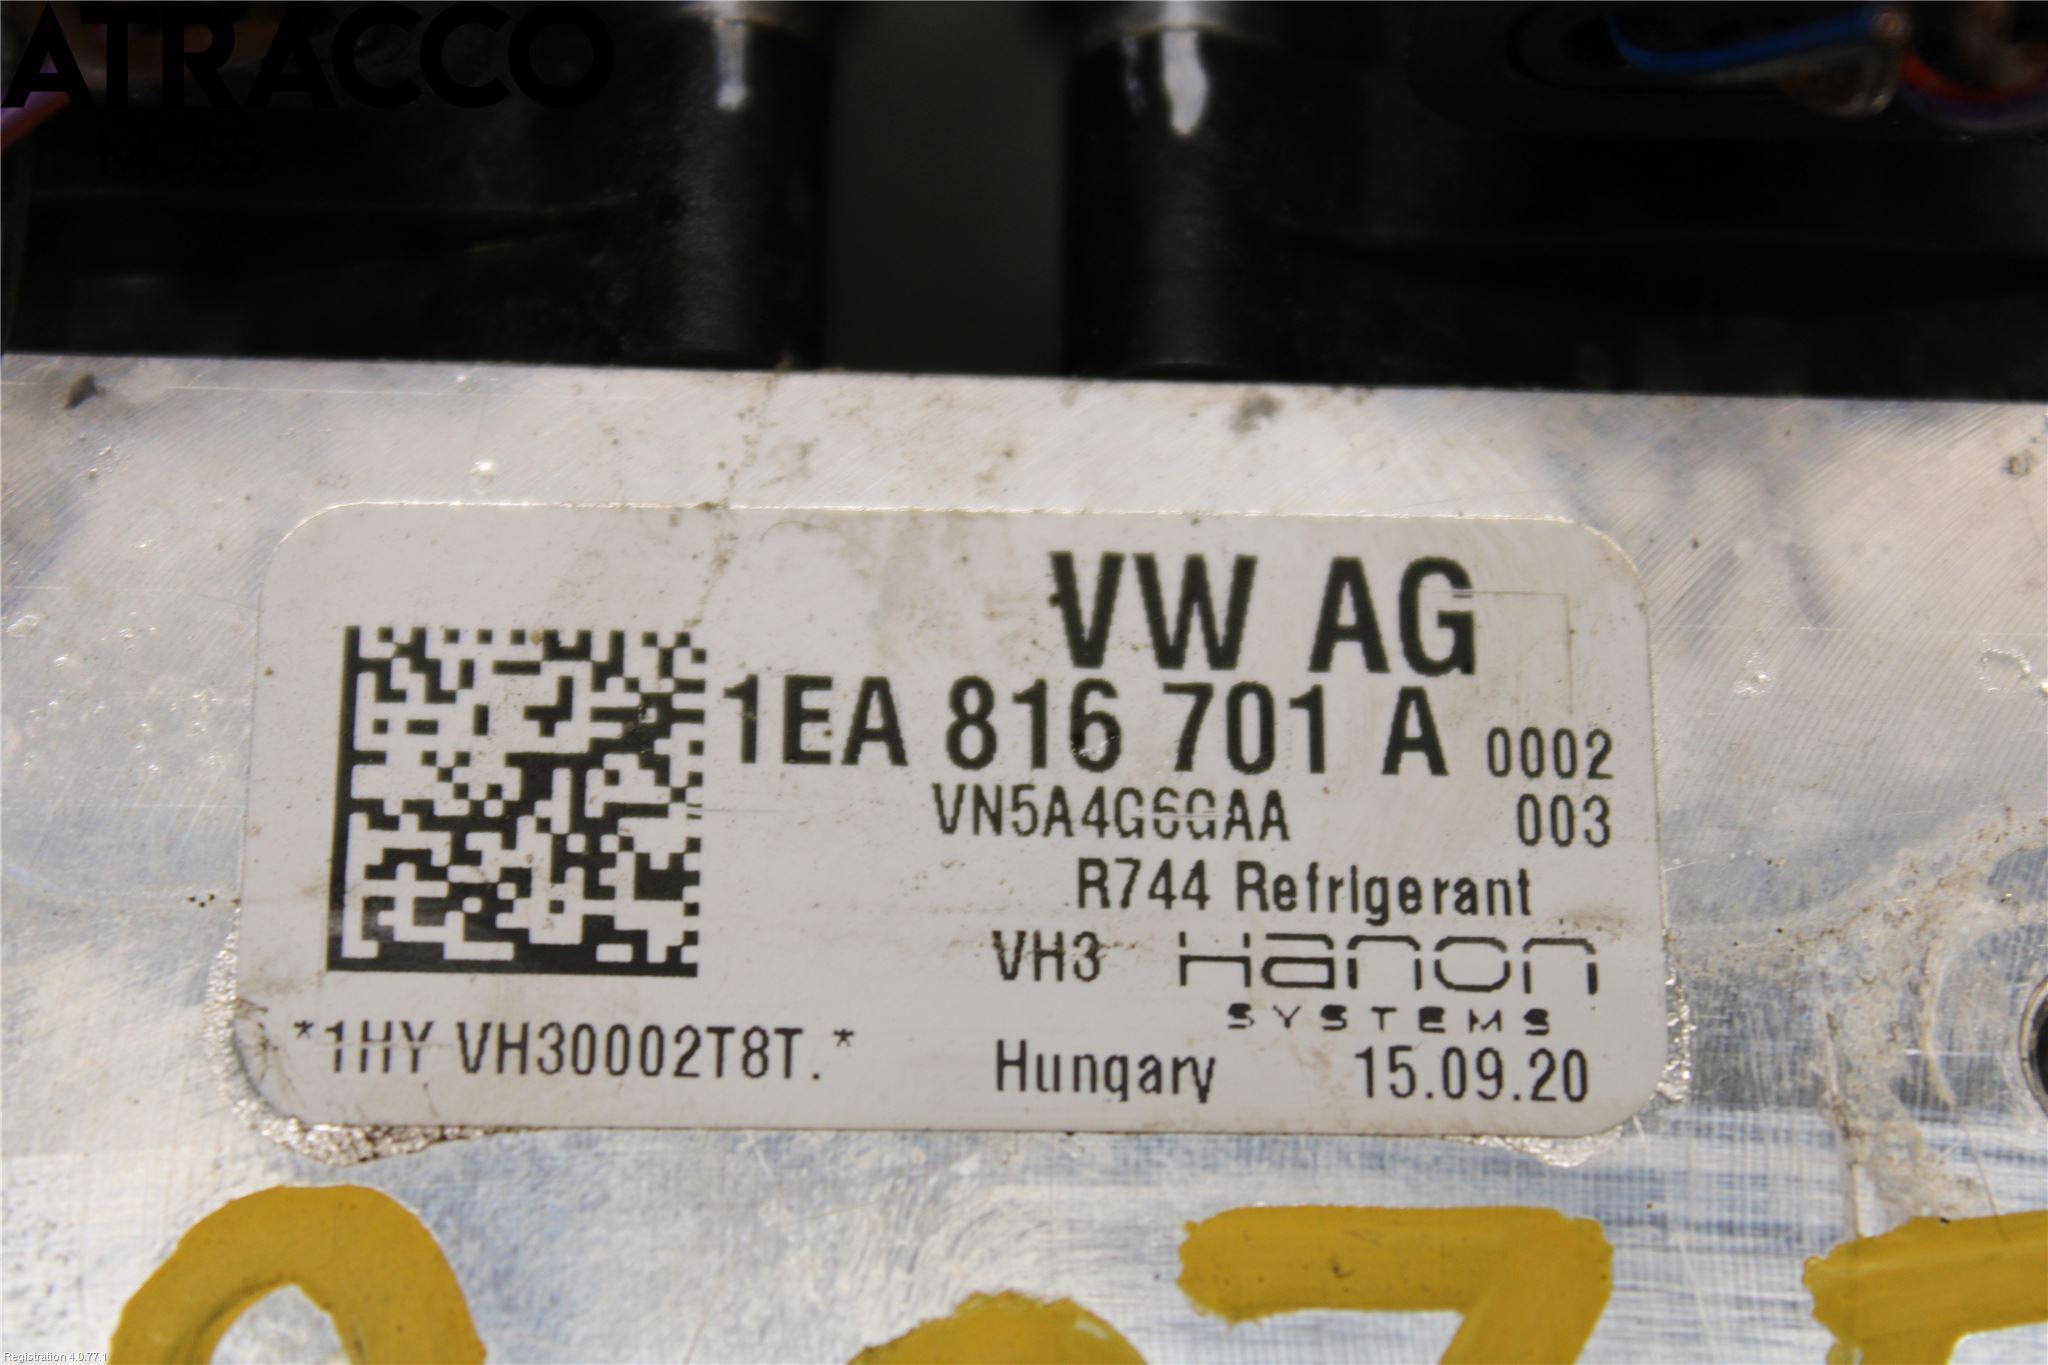 ATRACCO
MOSS
VW AG
1EA 816 701 A 0002
VN5A4G6GAA 003
R744 Refrigerant
VH3 Hanon
SYSTEMS
*1HY VH30002T8T.* Hungary 15.09.20
Registration 4.0.77.1